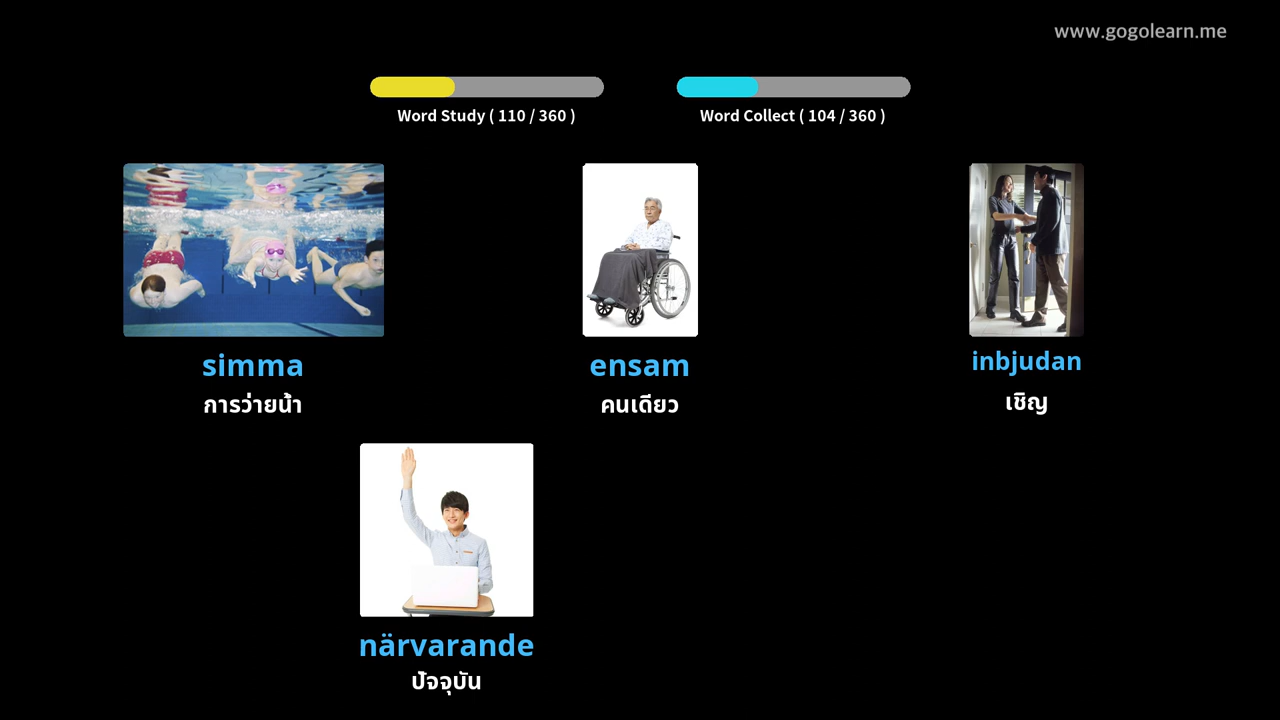 www.gogolearn.me
Word Study ( 110 / 360 )
Word Collect ( 104 / 360 )
simma
การว่ายน้ำ
ensam
คนเดียว
inbjudan
เชิญ
närvarande
ปัจจุบัน